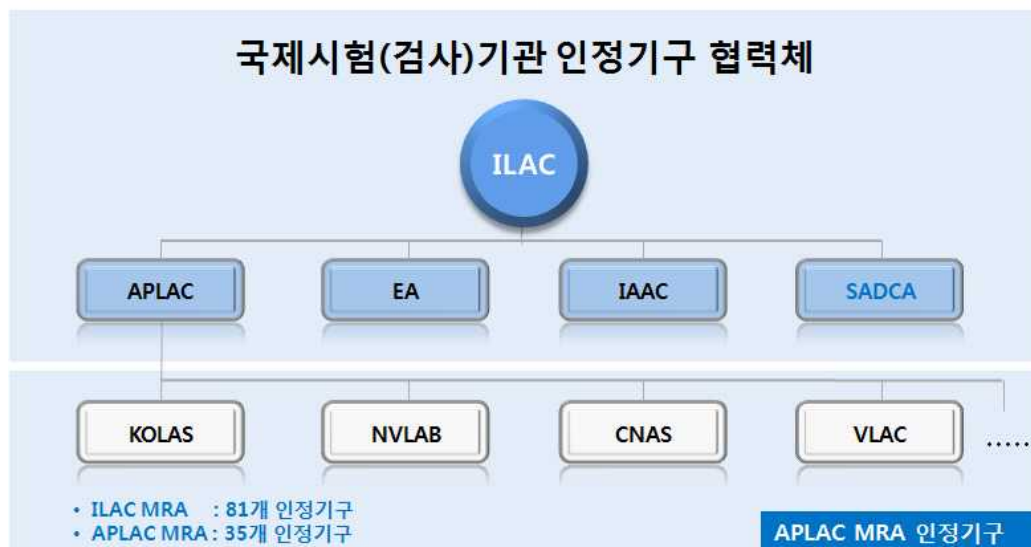 국제시험(검사)기관 인정기구 협력체
ILAC
APLAC EA IAAC SADCA
KOLAS NVLAB CNAS VLAC ......
• ILAC MRA : 81개 인정기구
• APLAC MRA : 35개 인정기구
APLAC MRA 인정기구